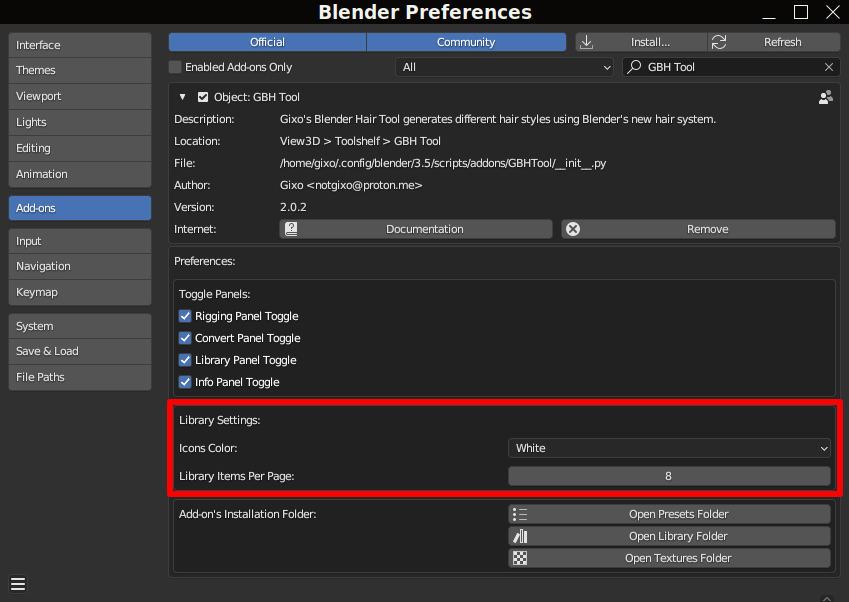 Blender Preferences
Interface
Themes
Viewport
Lights
Editing
Animation
Add-ons
Input
Navigation
Keymap
System
Save & Load
File Paths
Official Community Install... Refresh
Enabled Add-ons Only All GBH Tool
Object: GBH Tool
Description: Gixo's Blender Hair Tool generates different hair styles using Blender's new hair system.
Location: View3D > Toolshelf > GBH Tool
File: /home/gixo/.config/blender/3.5/scripts/addons/GBHTool/__init__.py
Author: Gixo <notgixo@proton.me>
Version: 2.0.2
Internet: Documentation Remove
Preferences:
Toggle Panels:
Rigging Panel Toggle
Convert Panel Toggle
Library Panel Toggle
Info Panel Toggle
Library Settings:
Icons Color: White
Library Items Per Page: 8
Add-on's Installation Folder: Open Presets Folder
Open Library Folder
Open Textures Folder